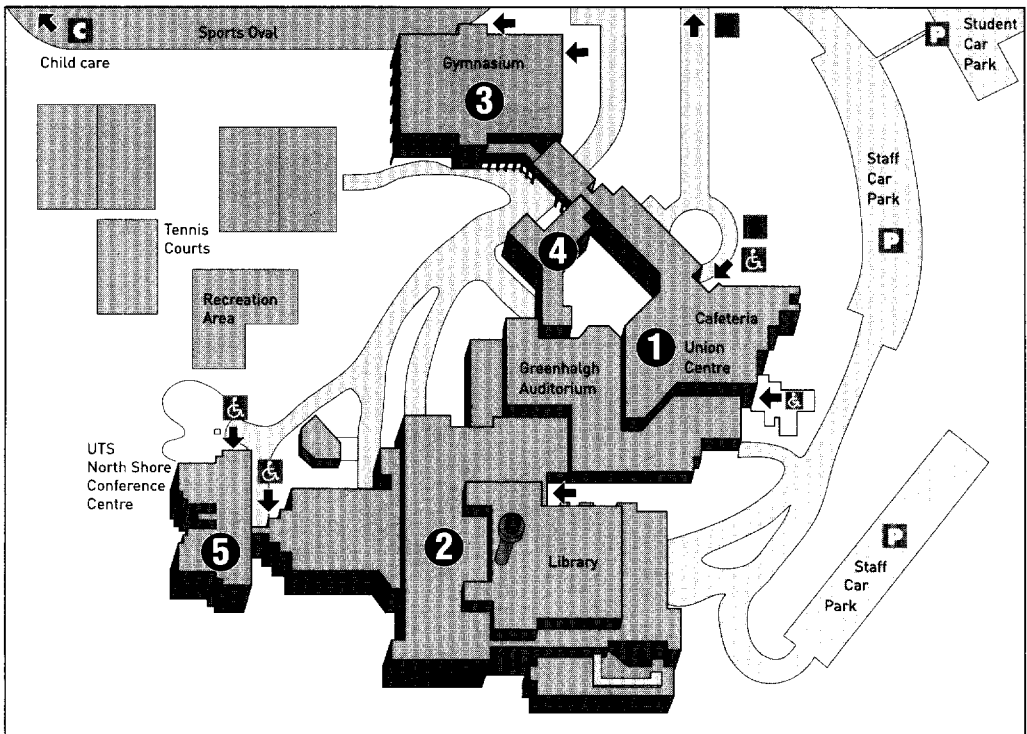 Sports Oval
C
Child care
Gymnasium
3
P
Student
Car
Park
Staff
Car
Park
P
Tennis
Courts
4
Recreation
Area
Cafeteria
1
Union
Centre
Greenhalgh
Auditorium
UTS
North Shore
Conference
Centre
5
2
Library
P
Staff
Car
Park